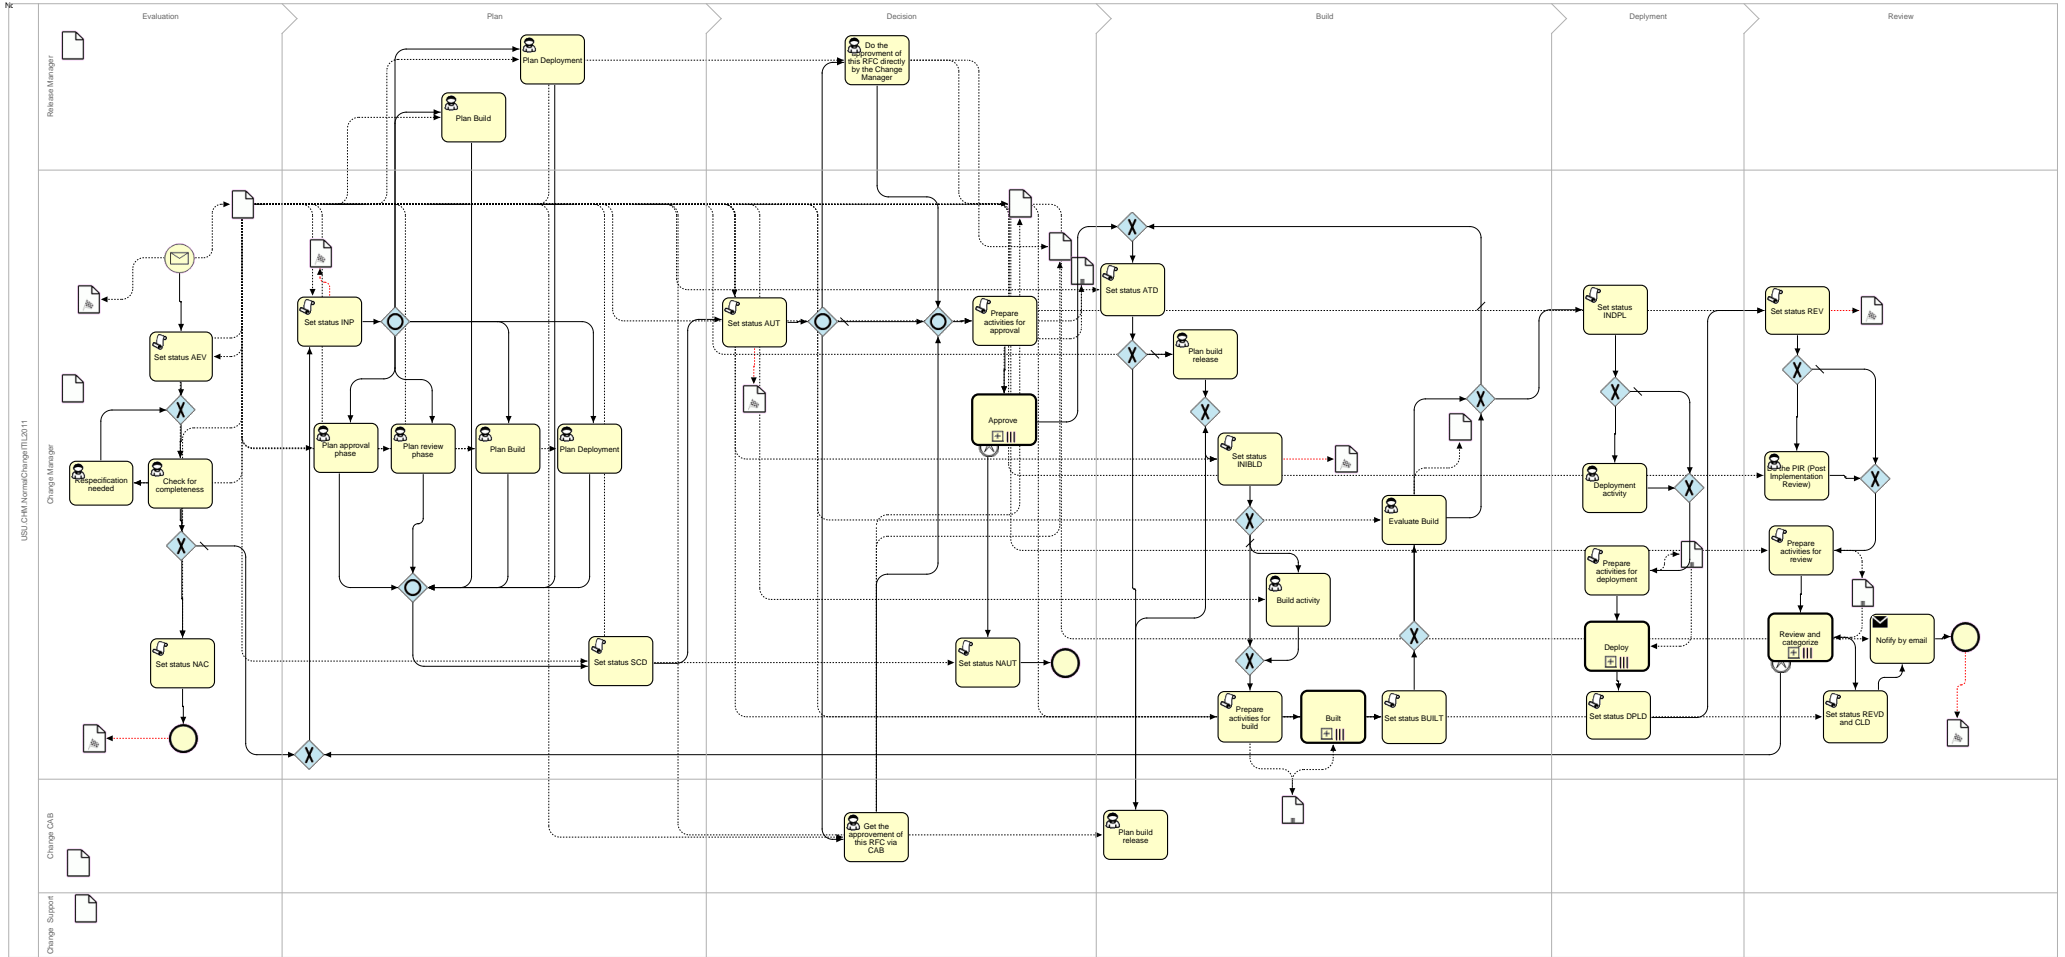 Evaluation
Plan
Decision
Build
Deplyment
Review
USU.CHM.NormalChangeITIL2011
Release Manager
Change Manager
Change CAB
Change Support
Plan Deployment
Plan Build
Do the
approvment of
this RFC directly
by the Change
Manager
Set status AEV
Respecification
needed
Check for
completeness
Set status NAC
Set status INP
Plan approval
phase
Plan review
phase
Plan Build
Plan Deployment
Set status SCD
Set status AUT
Prepare
activities for
approval
Approve
Set status NAUT
Get the
approvement of
this RFC via
CAB
Set status ATD
Plan build
release
Set status
INIBLD
Evaluate Build
Build activity
Prepare
activities for
build
Built
Set status BUILT
Plan build
release
Set status
INDPL
Deployment
activity
Prepare
activities for
deployment
Deploy
Set status DPLD
Set status REV
the PIR (Post
Implementation
Review)
Prepare
activities for
review
Review and
categorize
Nofify by email
Set status REVD
and CLD